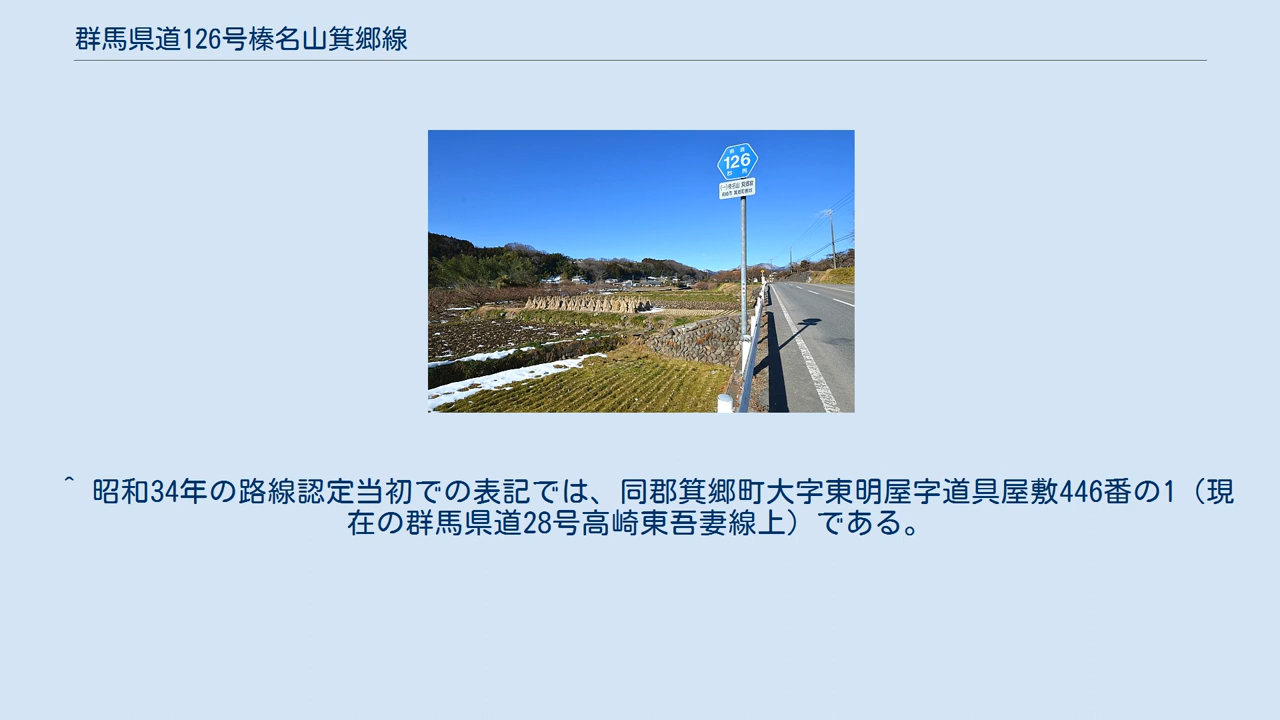 群馬県道126号榛名山箕郷線
126
群 馬
^ 昭和34年の路線認定当初での表記では、同郡箕郷町大字東明屋字道具屋敷446番の1（現
在の群馬県道28号高崎東吾妻線上）である。